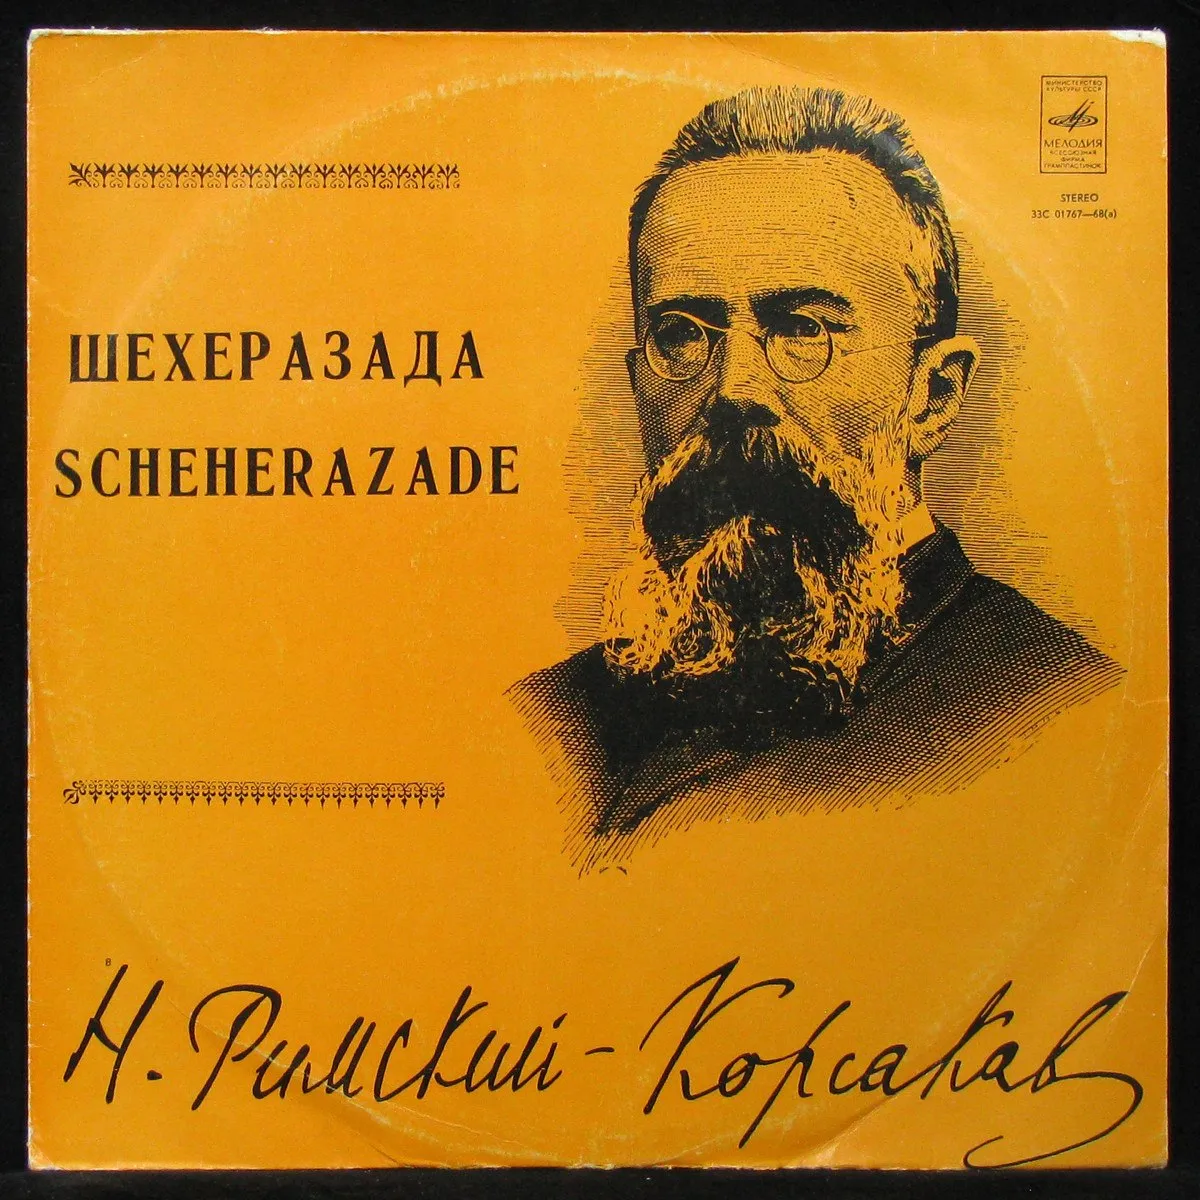 МИНИСТЕРСТВО
КУЛЬТУРЫ СССР
МЕЛОДИЯ
ВСЕСОЮЗНАЯ
ФИРМА
ГРАМПЛАСТИНОК
STEREO
33С 01767—68(а)
ШЕХЕРАЗАДА
SCHEHERAZADE
В
Н. Римский-Корсаков